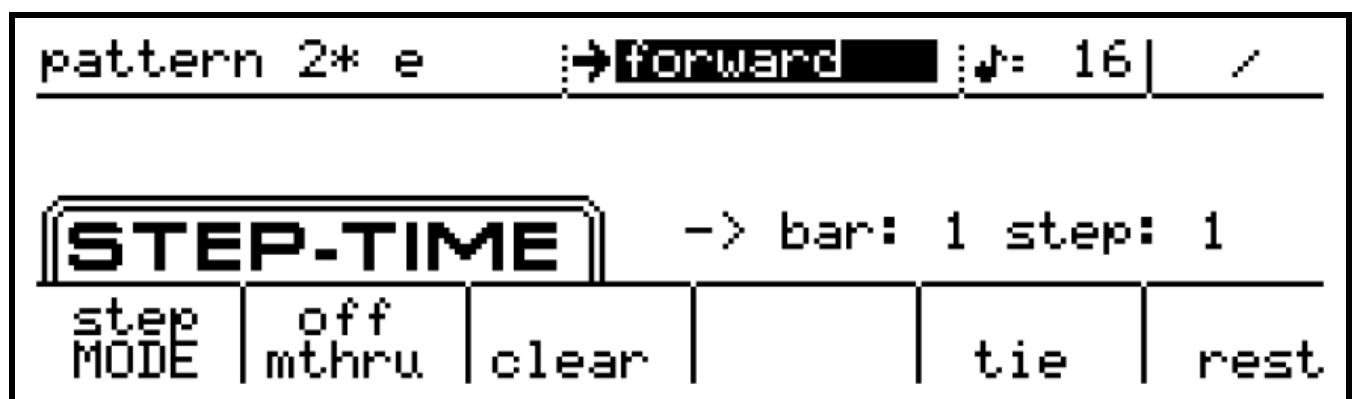 pattern 2* e →forward ♪: 16 /
STEP-TIME -> bar: 1 step: 1
step off
MODE mthru clear tie rest